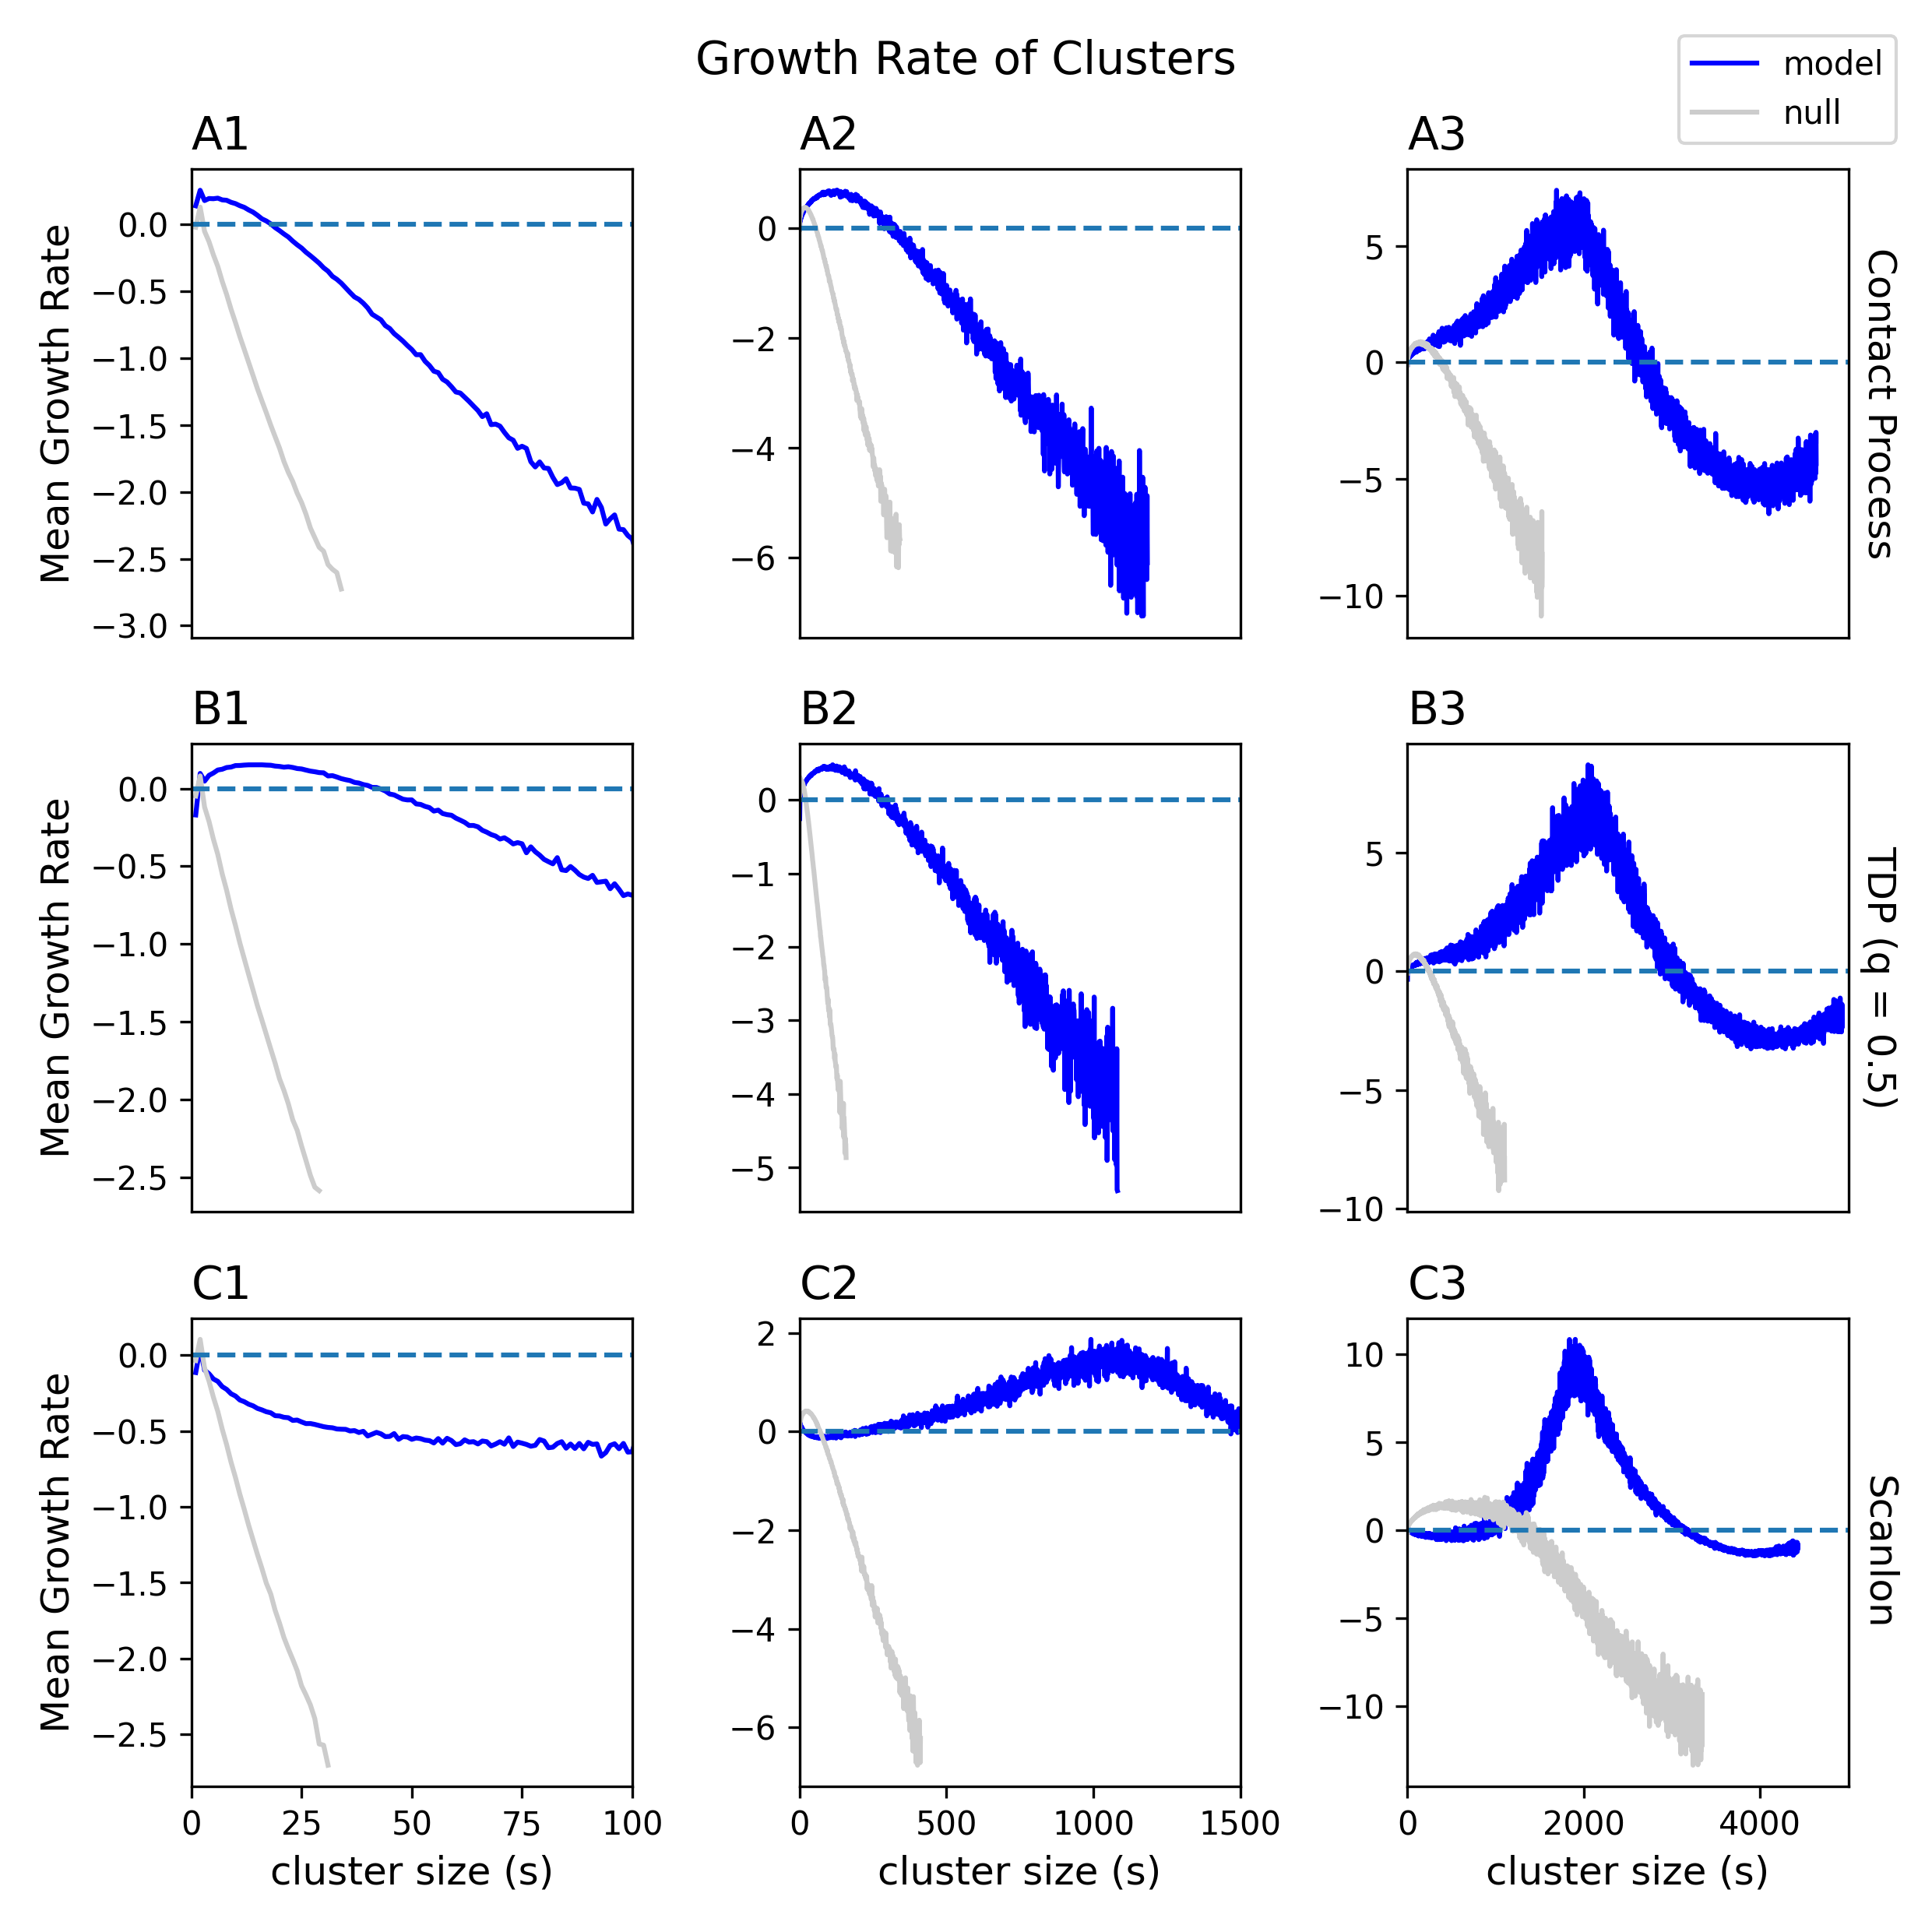 Growth Rate of Clusters
model
null
A1
A2
A3
0.0
−0.5
−1.0
−1.5
−2.0
−2.5
−3.0
Mean Growth Rate
0
−2
−4
−6
5
0
−5
−10
Contact Process
B1
B2
B3
0.0
−0.5
−1.0
−1.5
−2.0
−2.5
Mean Growth Rate
0
−1
−2
−3
−4
−5
5
0
−5
−10
TDP (q = 0.5)
C1
C2
C3
0.0
−0.5
−1.0
−1.5
−2.0
−2.5
Mean Growth Rate
2
0
−2
−4
−6
10
5
0
−5
−10
Scanlon
0 25 50 75 100
0 500 1000 1500
0 2000 4000
cluster size (s)
cluster size (s)
cluster size (s)